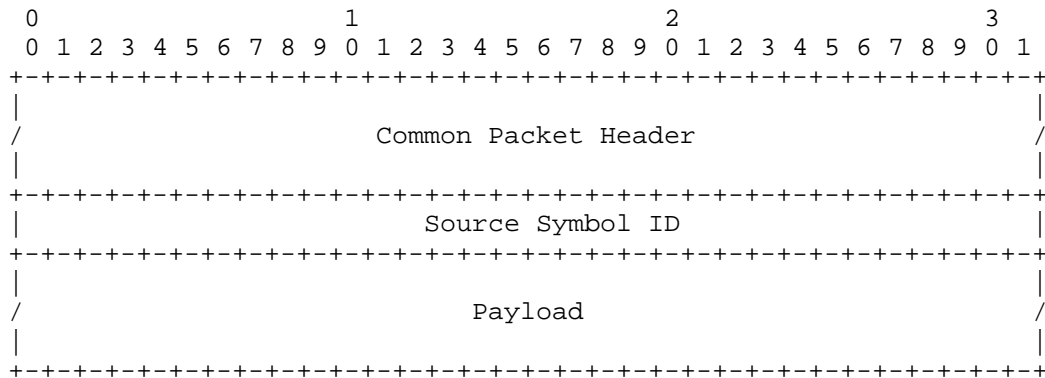 0                   1                   2                   3
 0 1 2 3 4 5 6 7 8 9 0 1 2 3 4 5 6 7 8 9 0 1 2 3 4 5 6 7 8 9 0 1
+-+-+-+-+-+-+-+-+-+-+-+-+-+-+-+-+-+-+-+-+-+-+-+-+-+-+-+-+-+-+-+-+
|                                                               |
/                      Common Packet Header                     /
|                                                               |
+-+-+-+-+-+-+-+-+-+-+-+-+-+-+-+-+-+-+-+-+-+-+-+-+-+-+-+-+-+-+-+-+
|                         Source Symbol ID                      |
+-+-+-+-+-+-+-+-+-+-+-+-+-+-+-+-+-+-+-+-+-+-+-+-+-+-+-+-+-+-+-+-+
|                                                               |
/                            Payload                            /
|                                                               |
+-+-+-+-+-+-+-+-+-+-+-+-+-+-+-+-+-+-+-+-+-+-+-+-+-+-+-+-+-+-+-+-+